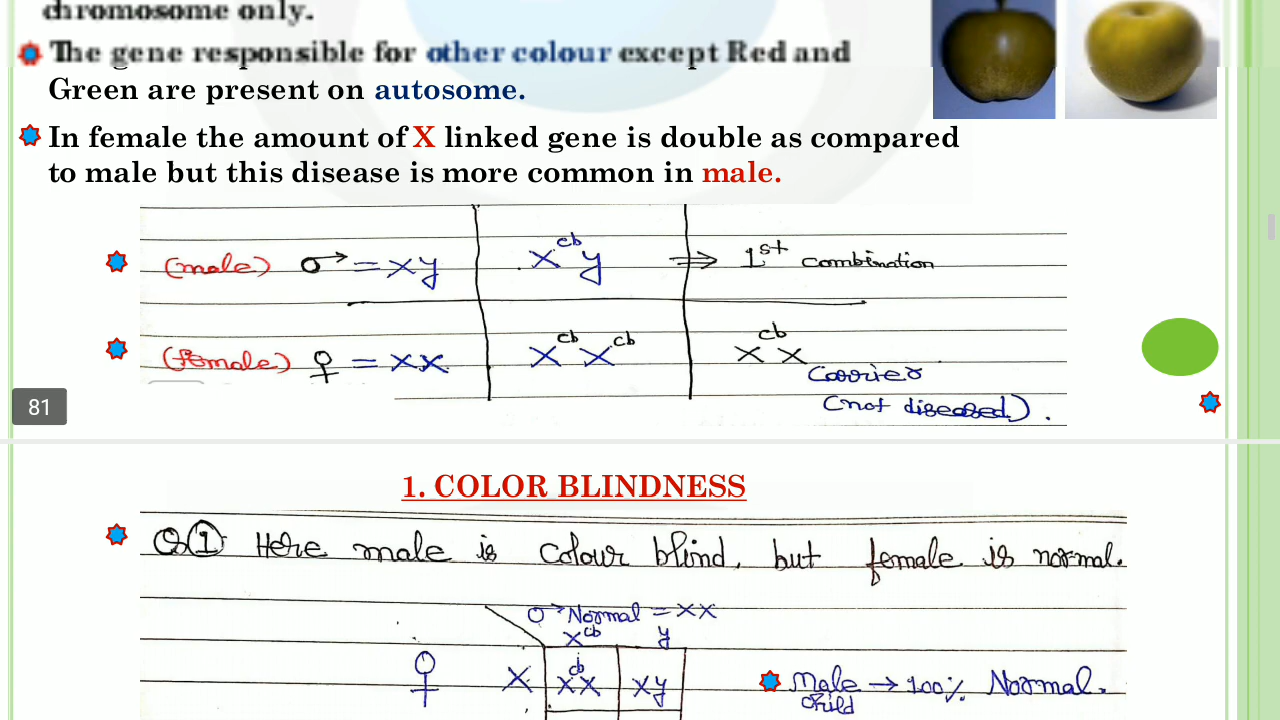 chromosome only.
The gene responsible for other colour except Red and
Green are present on autosome.
In female the amount of X linked gene is double as compared
to male but this disease is more common in male.
(male) ♂ = xy X^cb y ⇒ 1st combination
(female) ♀ = xx X^cb X^cb X^cb X
Carrier
(not diseased).
81
1. COLOR BLINDNESS
Q1 Here male is colour blind, but female is normal.
♂ Normal = XX
X^cb y
♀ X X^cb X Xy Male → 100% Normal.
child